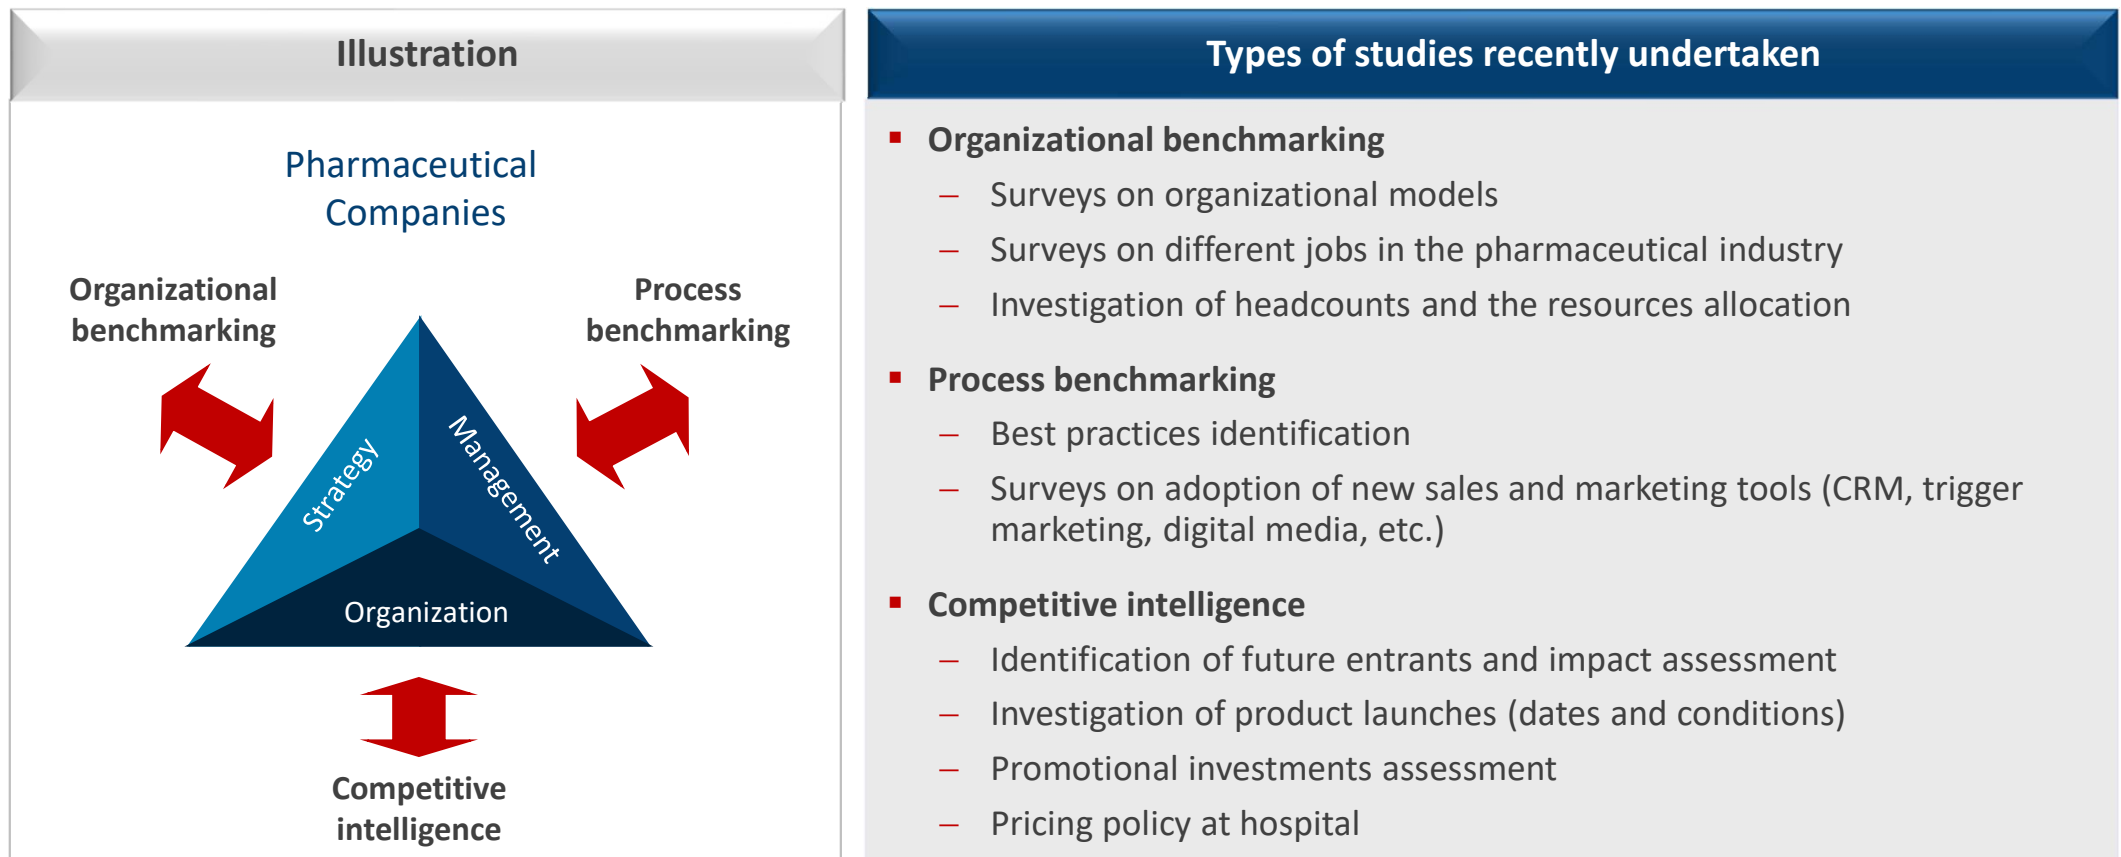 Illustration
Pharmaceutical
Companies
Organizational
benchmarking
Process
benchmarking
Strategy
Management
Organization
Competitive
intelligence
Types of studies recently undertaken
▪ Organizational benchmarking
– Surveys on organizational models
– Surveys on different jobs in the pharmaceutical industry
– Investigation of headcounts and the resources allocation
▪ Process benchmarking
– Best practices identification
– Surveys on adoption of new sales and marketing tools (CRM, trigger
marketing, digital media, etc.)
▪ Competitive intelligence
– Identification of future entrants and impact assessment
– Investigation of product launches (dates and conditions)
– Promotional investments assessment
– Pricing policy at hospital